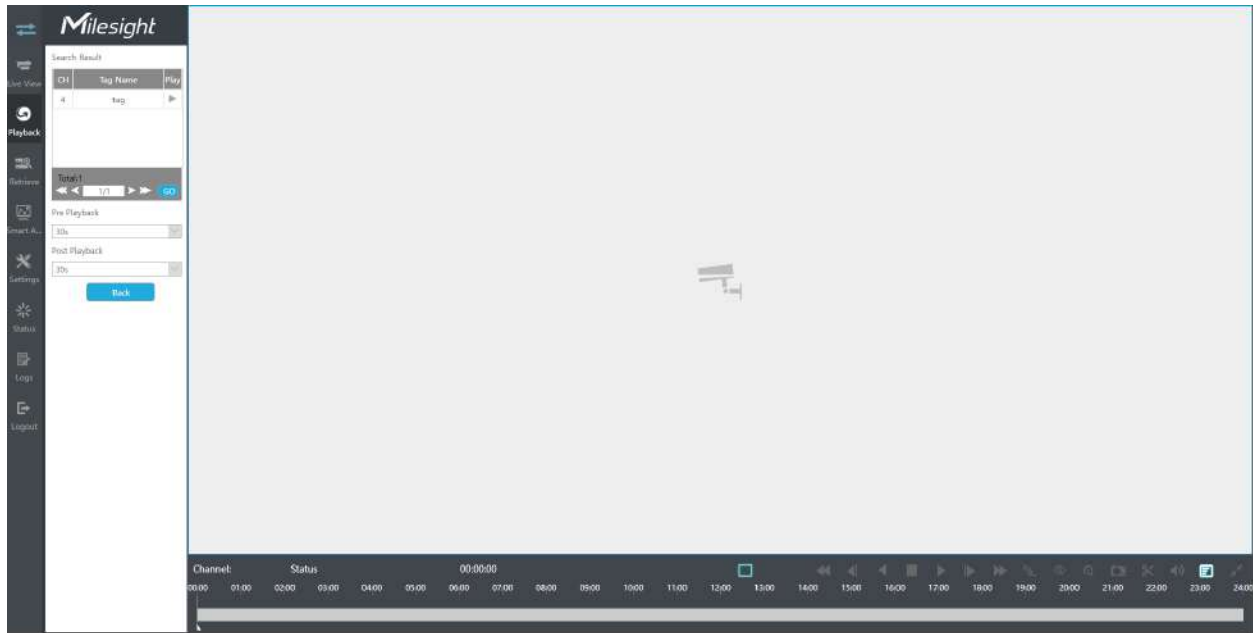 Milesight
Live View
Playback
Retrieve
Smart A...
Settings
Status
Logs
Logout
Search Result
CH Tag Name Play
4 tag
Total:1
1/1 GO
Pre Playback
30s
Post Playback
30s
Back
Channel: Status 00:00:00
00:00 01:00 02:00 03:00 04:00 05:00 06:00 07:00 08:00 09:00 10:00 11:00 12:00 13:00 14:00 15:00 16:00 17:00 18:00 19:00 20:00 21:00 22:00 23:00 24:00